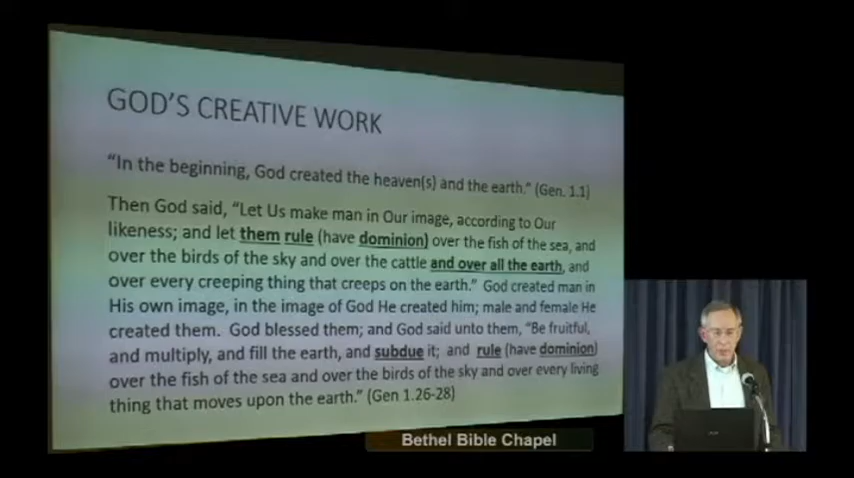 GOD'S CREATIVE WORK
“In the beginning, God created the heaven(s) and the earth.” (Gen. 1.1)
Then God said, “Let Us make man in Our image, according to Our
likeness; and let them rule (have dominion) over the fish of the sea, and
over the birds of the sky and over the cattle and over all the earth, and
over every creeping thing that creeps on the earth.” God created man in
His own image, in the image of God He created him; male and female He
created them. God blessed them; and God said unto them, “Be fruitful,
and multiply, and fill the earth, and subdue it; and rule (have dominion)
over the fish of the sea and over the birds of the sky and over every living
thing that moves upon the earth.” (Gen 1.26-28)
Bethel Bible Chapel